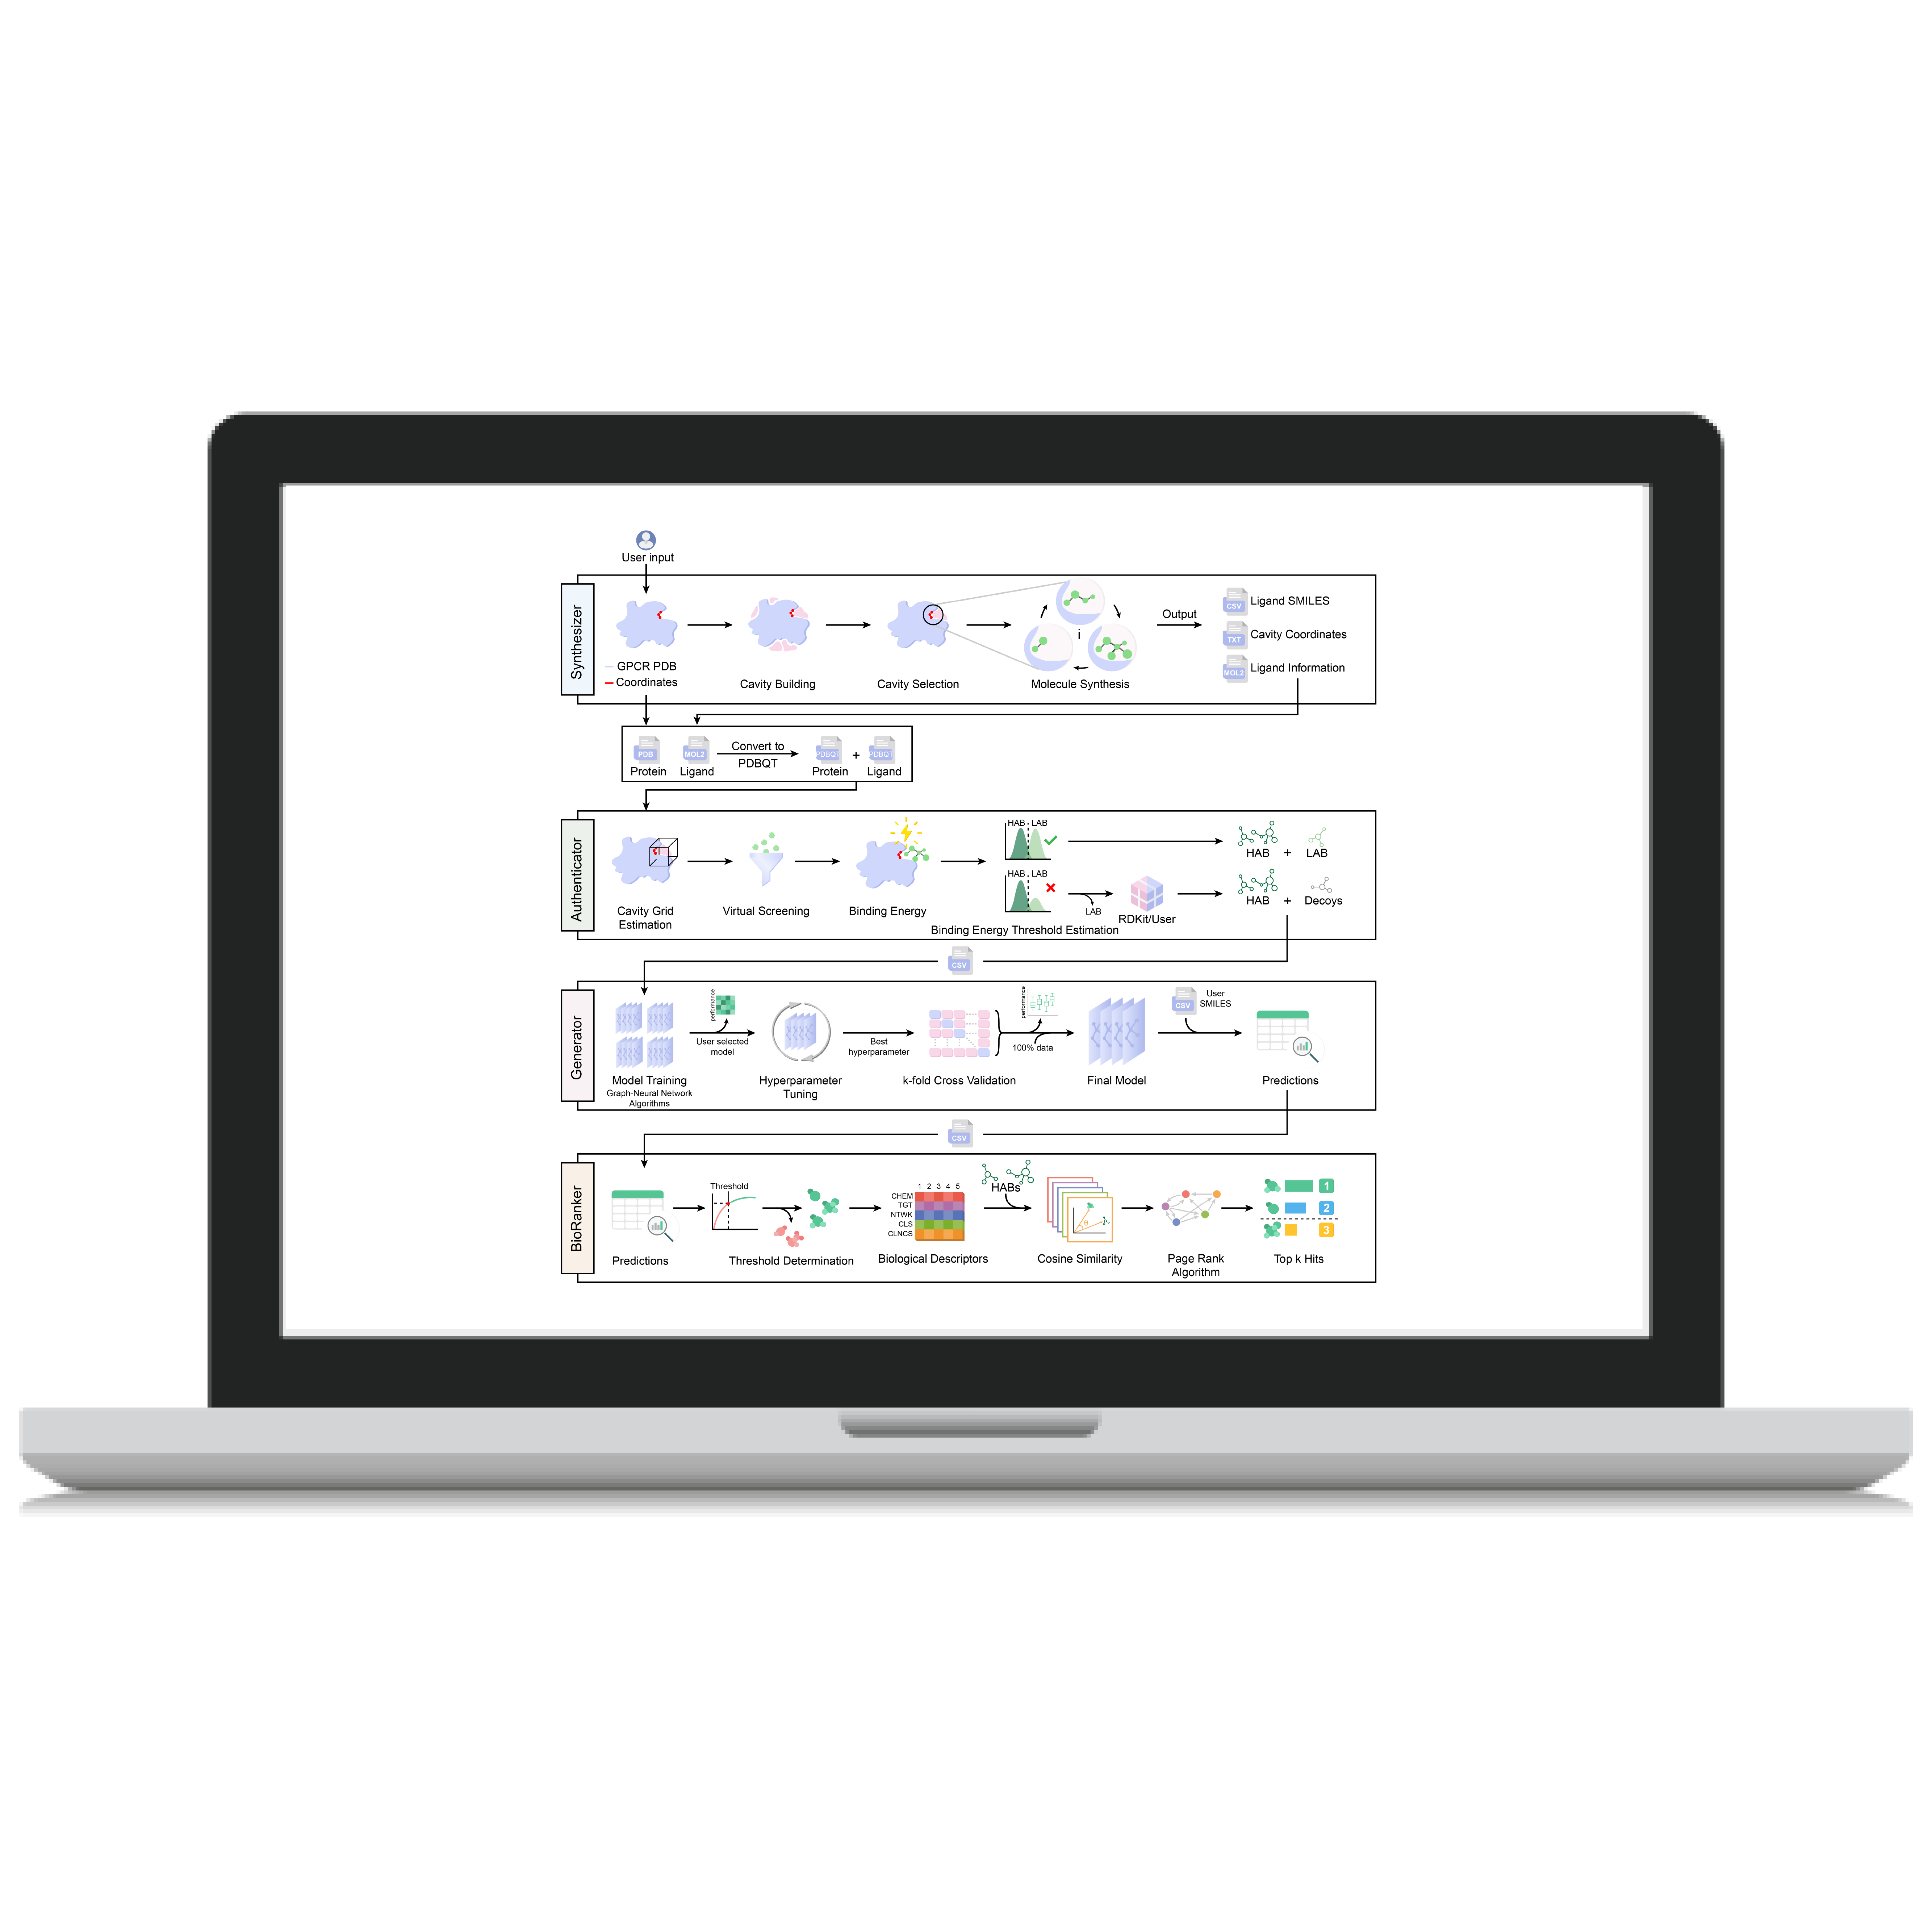 User input
Synthesizer
GPCR PDB
Coordinates
Cavity Building
Cavity Selection
i
Molecule Synthesis
Output
CSV
Ligand SMILES
TXT
Cavity Coordinates
MOL2
Ligand Information
PDB
Protein
MOL2
Ligand
Convert to
PDBQT
PDBQT
Protein
+
PDBQT
Ligand
Authenticator
Cavity Grid
Estimation
Virtual Screening
Binding Energy
HAB LAB
HAB LAB
LAB
RDKit/User
Binding Energy Threshold Estimation
HAB + LAB
HAB + Decoys
CSV
Generator
Model Training
Graph-Neural Network
Algorithms
performance
User selected
model
Hyperparameter
Tuning
Best
hyperparameter
k-fold Cross Validation
performance
100% data
Final Model
CSV
User
SMILES
Predictions
CSV
BioRanker
Predictions
Threshold
Threshold Determination
1 2 3 4 5
CHEM
TGT
NTWK
CLS
CLNCS
Biological Descriptors
HABs
θ
Cosine Similarity
Page Rank
Algorithm
1
2
3
Top k Hits